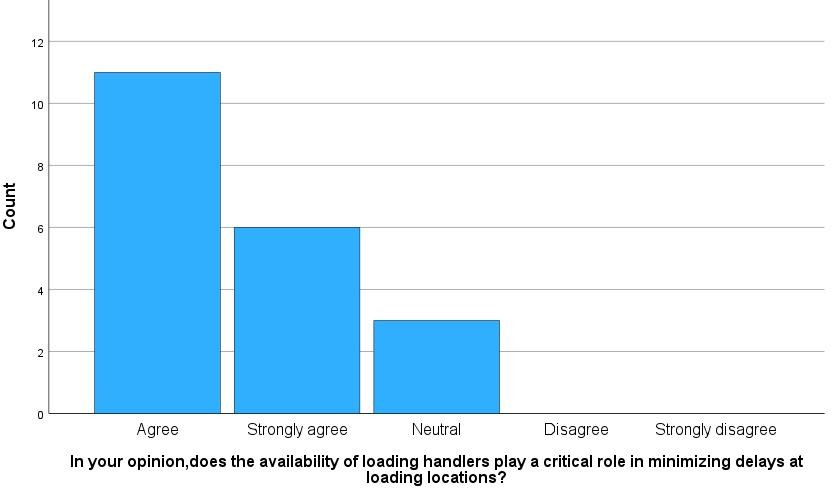 12
10
8
6
4
2
0
Count
Agree Strongly agree Neutral Disagree Strongly disagree
In your opinion,does the availability of loading handlers play a critical role in minimizing delays at
loading locations?